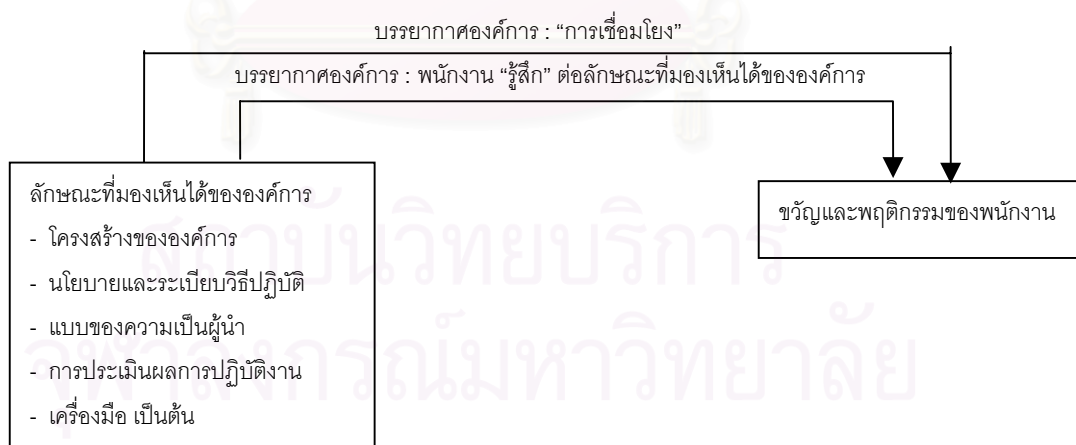 บรรยากาศองค์การ : “การเชื่อมโยง”
บรรยากาศองค์การ : พนักงาน “รู้สึก” ต่อลักษณะที่มองเห็นได้ขององค์การ
ลักษณะที่มองเห็นได้ขององค์การ
- โครงสร้างขององค์การ
- นโยบายและระเบียบวิธีปฏิบัติ
- แบบของความเป็นผู้นำ
- การประเมินผลการปฏิบัติงาน
- เครื่องมือ เป็นต้น
ขวัญและพฤติกรรมของพนักงาน
สถาบันวิทยบริการ
จุฬาลงกรณ์มหาวิทยาลัย